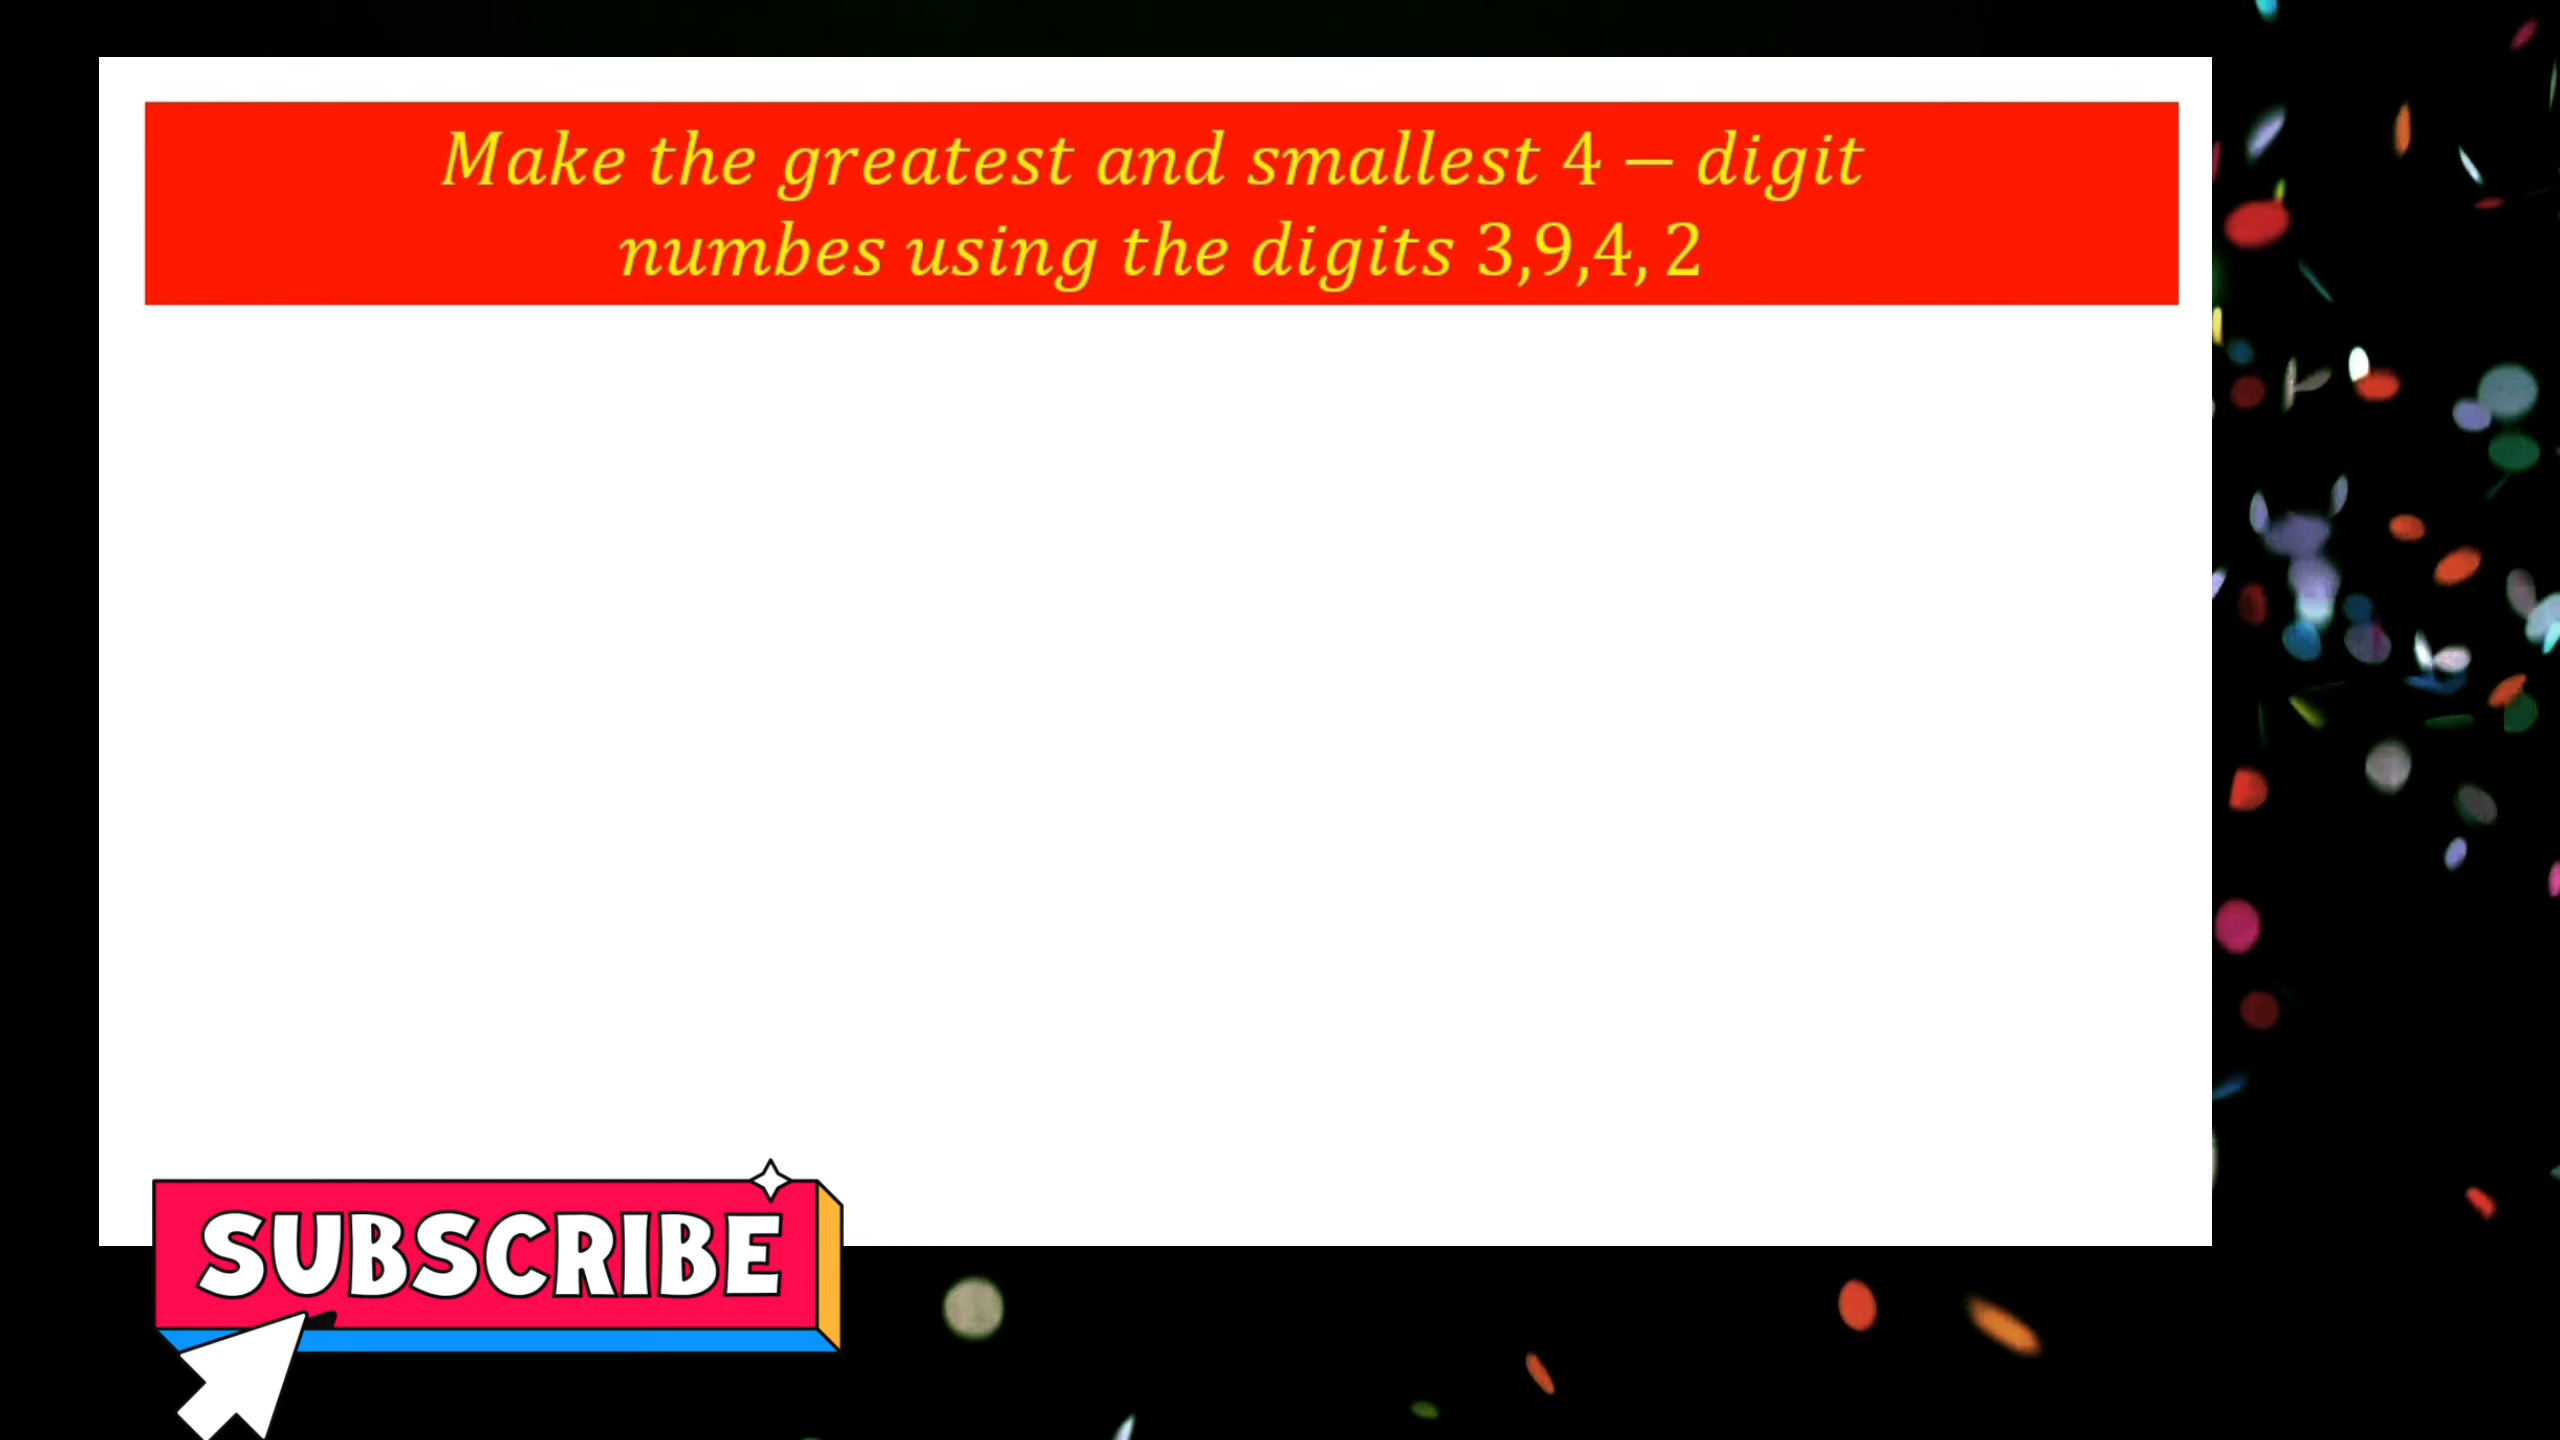 Make the greatest and smallest 4 − digit
numbes using the digits 3,9,4, 2
SUBSCRIBE